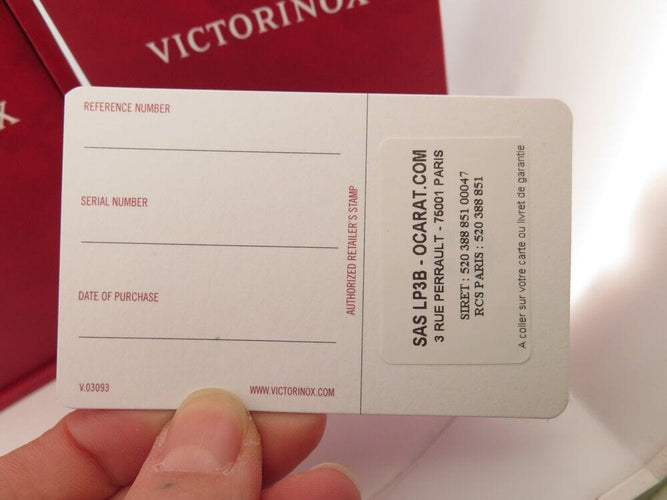 VICTORINOX
REFERENCE NUMBER
SERIAL NUMBER
DATE OF PURCHASE
V.03093
WWW.VICTORINOX.COM
AUTHORIZED RETAILER'S STAMP
SAS LP3B - OCARAT.COM
3 RUE PERRAULT - 75001 PARIS
SIRET : 520 388 851 00047
RCS PARIS : 520 388 851
A coller sur votre carte ou livret de garantie